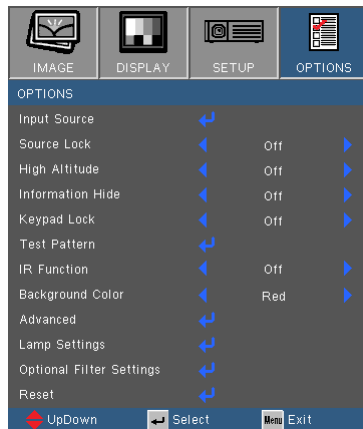 IMAGE DISPLAY SETUP OPTIONS
OPTIONS
Input Source
Source Lock Off
High Altitude Off
Information Hide Off
Keypad Lock Off
Test Pattern
IR Function Off
Background Color Red
Advanced
Lamp Settings
Optional Filter Settings
Reset
UpDown Select Menu Exit